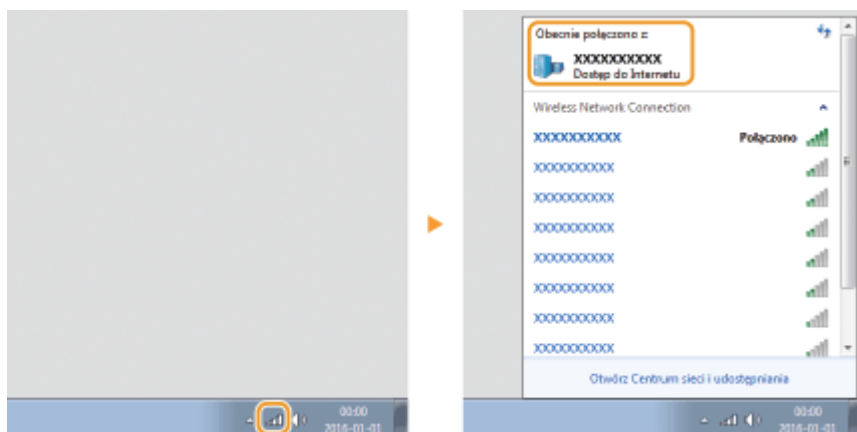 00:00
2016-01-01
Obecnie połączono z:
XXXXXXXXXX
Dostęp do Internetu
Wireless Network Connection
XXXXXXXXXX Połączono
XXXXXXXXXX
XXXXXXXXXX
XXXXXXXXXX
XXXXXXXXXX
XXXXXXXXXX
XXXXXXXXXX
XXXXXXXXXX
Otwórz Centrum sieci i udostępniania
00:00
2016-01-01